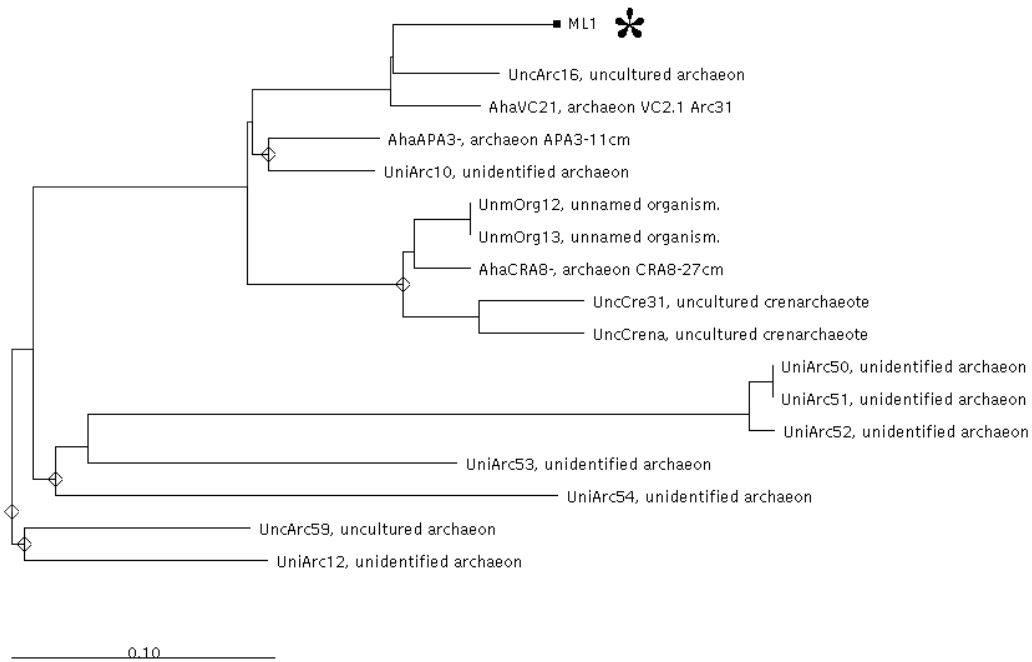 ML1 *
UncArc16, uncultured archaeon
AhaVC21, archaeon VC2.1 Arc31
AhaAPA3-, archaeon APA3-11cm
UniArc10, unidentified archaeon
UnmOrg12, unnamed organism.
UnmOrg13, unnamed organism.
AhaCRA8-, archaeon CRA8-27cm
UncCre31, uncultured crenarchaeote
UncCrena, uncultured crenarchaeote
UniArc50, unidentified archaeon
UniArc51, unidentified archaeon
UniArc52, unidentified archaeon
UniArc53, unidentified archaeon
UniArc54, unidentified archaeon
UncArc59, uncultured archaeon
UniArc12, unidentified archaeon
0.10